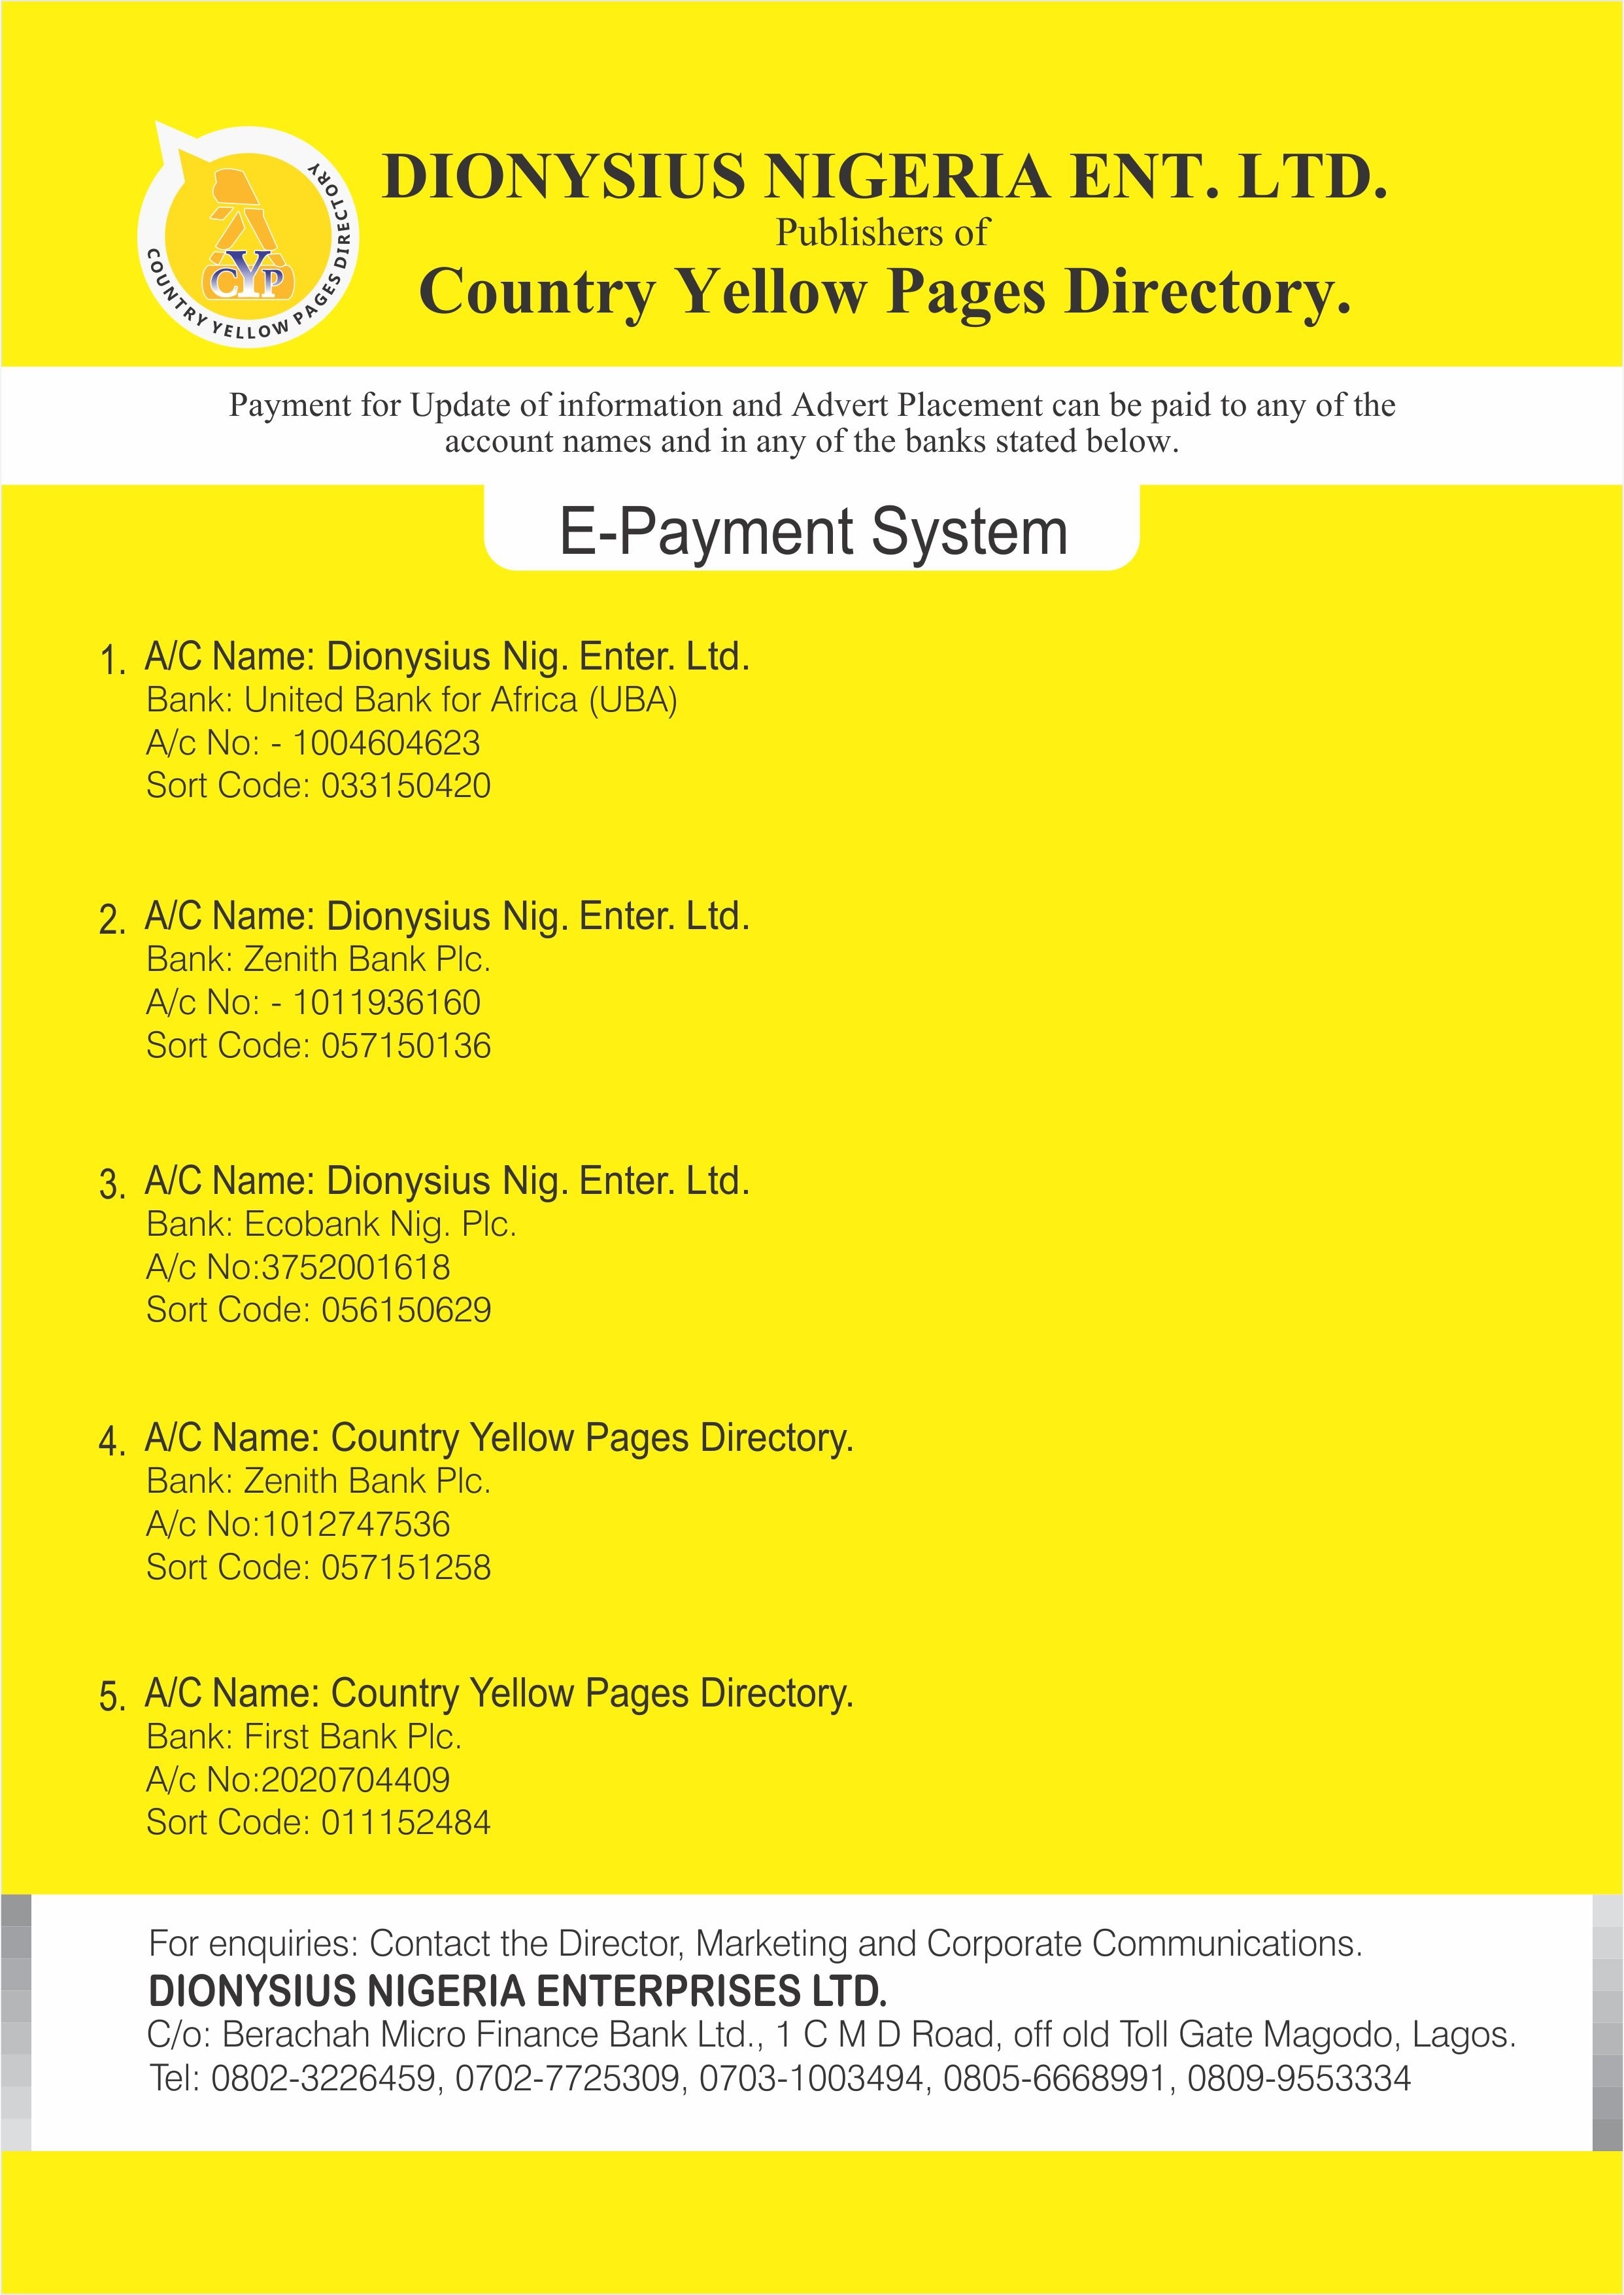 COUNTRY YELLOW PAGES DIRECTORY
CYP
DIONYSIUS NIGERIA ENT. LTD.
Publishers of
Country Yellow Pages Directory.
Payment for Update of information and Advert Placement can be paid to any of the
account names and in any of the banks stated below.
E-Payment System
1. A/C Name: Dionysius Nig. Enter. Ltd.
Bank: United Bank for Africa (UBA)
A/c No: - 1004604623
Sort Code: 033150420
2. A/C Name: Dionysius Nig. Enter. Ltd.
Bank: Zenith Bank Plc.
A/c No: - 1011936160
Sort Code: 057150136
3. A/C Name: Dionysius Nig. Enter. Ltd.
Bank: Ecobank Nig. Plc.
A/c No:3752001618
Sort Code: 056150629
4. A/C Name: Country Yellow Pages Directory.
Bank: Zenith Bank Plc.
A/c No:1012747536
Sort Code: 057151258
5. A/C Name: Country Yellow Pages Directory.
Bank: First Bank Plc.
A/c No:2020704409
Sort Code: 011152484
For enquiries: Contact the Director, Marketing and Corporate Communications.
DIONYSIUS NIGERIA ENTERPRISES LTD.
C/o: Berachah Micro Finance Bank Ltd., 1 C M D Road, off old Toll Gate Magodo, Lagos.
Tel: 0802-3226459, 0702-7725309, 0703-1003494, 0805-6668991, 0809-9553334